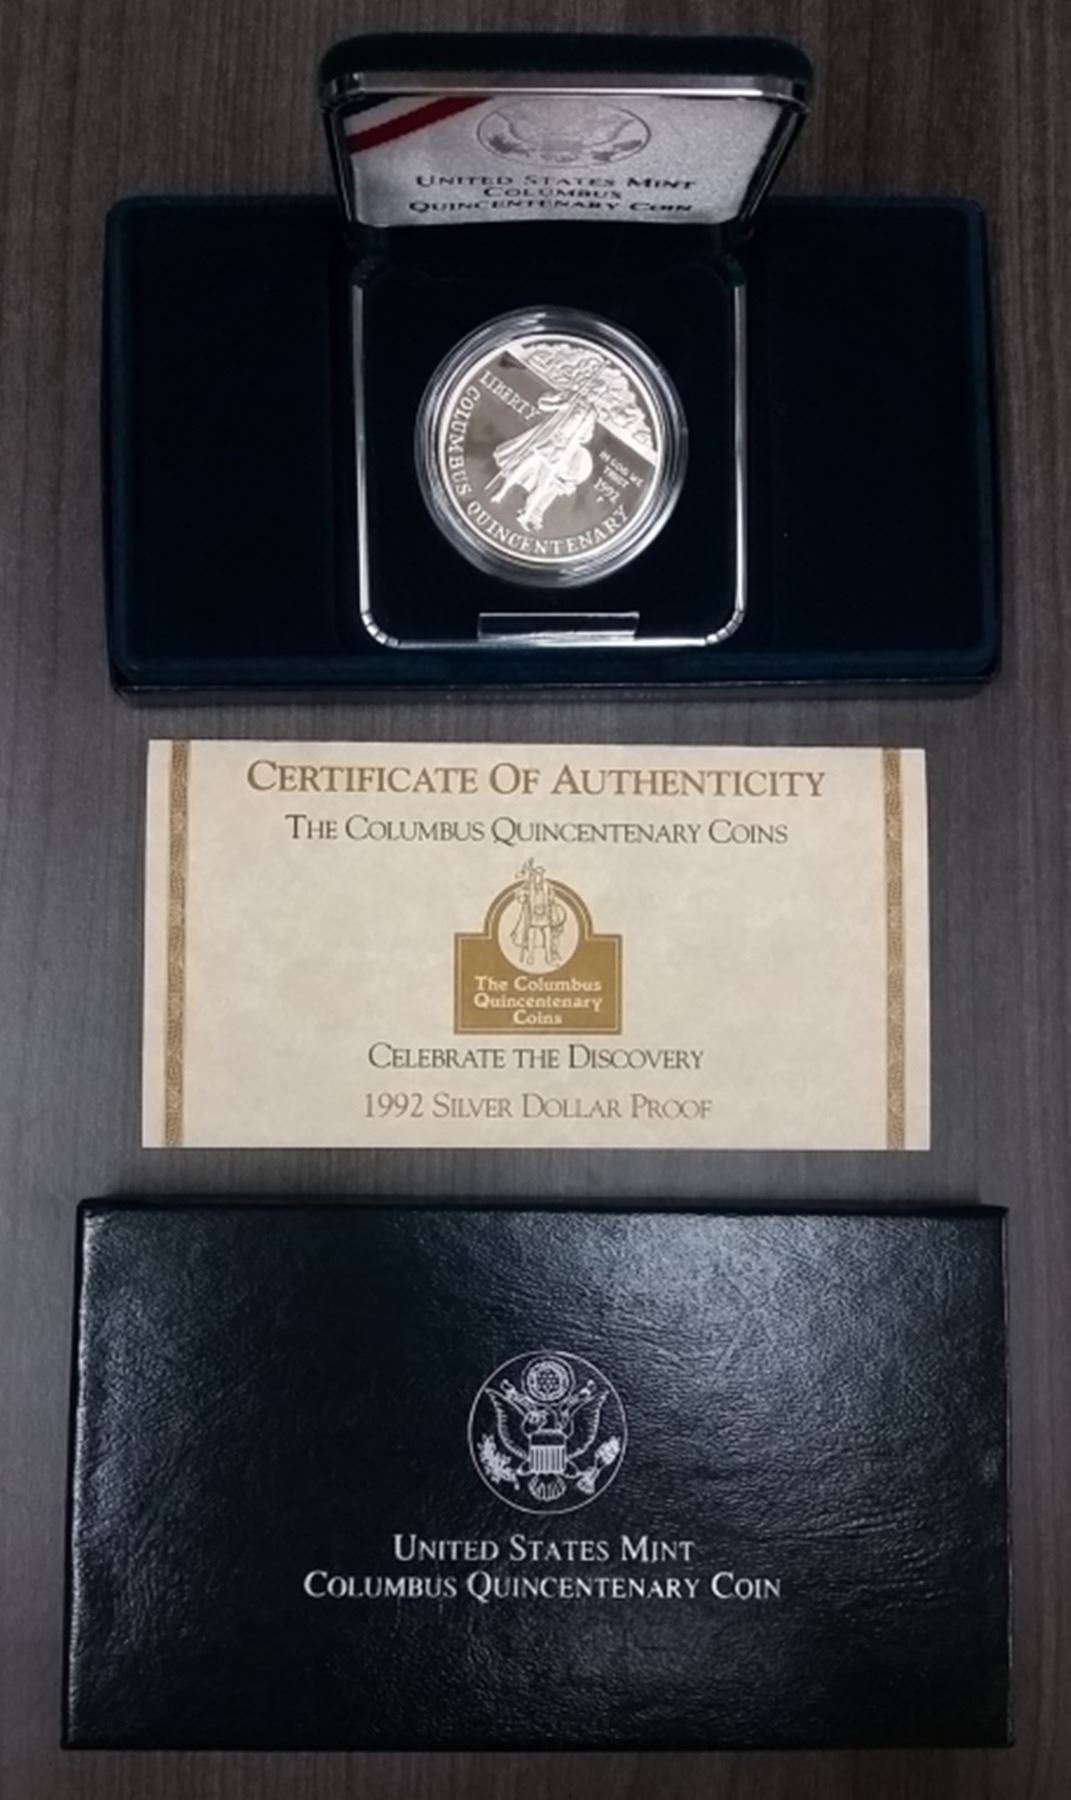 UNITED STATES MINT
COLUMBUS
QUINCENTENARY COIN
LIBERTY
COLUMBUS QUINCENTENARY
IN GOD WE
TRUST
1992
P
CERTIFICATE OF AUTHENTICITY
THE COLUMBUS QUINCENTENARY COINS
The Columbus
Quincentenary
Coins
CELEBRATE THE DISCOVERY
1992 SILVER DOLLAR PROOF
UNITED STATES MINT
COLUMBUS QUINCENTENARY COIN